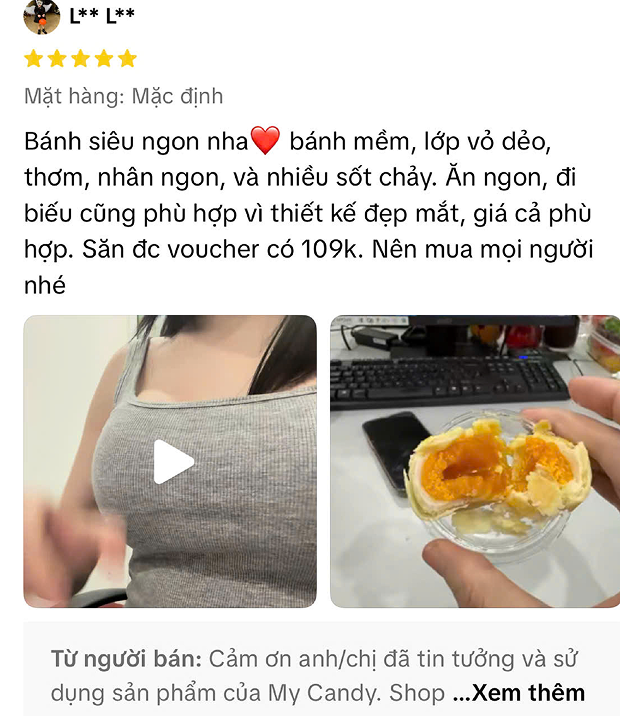 L** L**
Mặt hàng: Mặc định
Bánh siêu ngon nha❤️ bánh mềm, lớp vỏ dẻo,
thơm, nhân ngon, và nhiều sốt chảy. Ăn ngon, đi
biếu cũng phù hợp vì thiết kế đẹp mắt, giá cả phù
hợp. Săn đc voucher có 109k. Nên mua mọi người
nhé
Từ người bán: Cảm ơn anh/chị đã tin tưởng và sử
dụng sản phẩm của My Candy. Shop ...Xem thêm